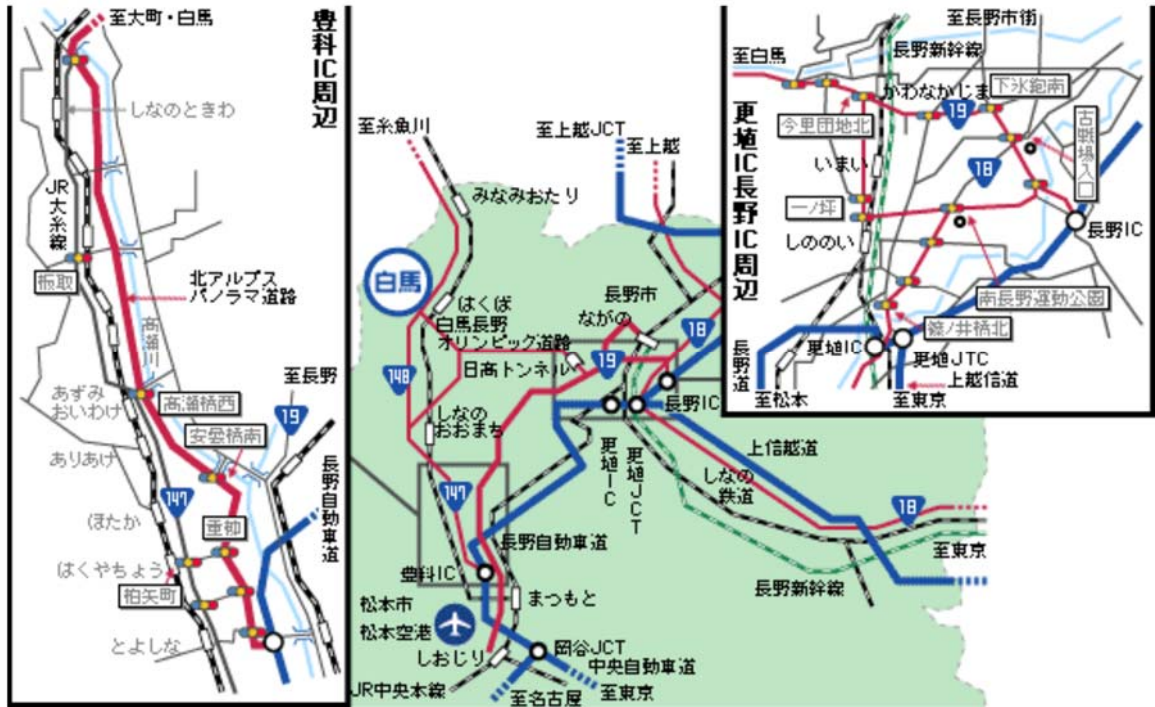 至大町・白馬
豊科IC周辺
しなのときわ
JR大糸線
振取
北アルプス
パノラマ道路
高瀬川
至長野
あずみ
おいわけ
高瀬橋西
安曇橋南
19
ありあけ
長野自動車道
147
ほたか
重柳
はくやちょう
柏矢町
とよしな
至糸魚川
至上越JCT
至上越
みなみおたり
白馬
はくば
白馬長野
オリンピック道路
日高トンネル
長野市
ながの
18
19
148
しなの
おおまち
長野IC
更埴IC
更埴JCT
上信越道
しなの
鉄道
18
147
長野自動車道
至東京
長野新幹線
豊科IC
まつもと
松本市
松本空港
しおじり
岡谷JCT
中央自動車道
JR中央本線
至名古屋
至東京
更埴IC長野IC周辺
至長野市街
長野新幹線
至白馬
下氷鉋南
かわなかじま
19
今里団地北
古戦場入口
いまい
18
一ノ坪
しののい
長野IC
南長野運動公園
篠ノ井橋北
更埴IC
更埴JTC
長野道
上越信道
至松本
至東京